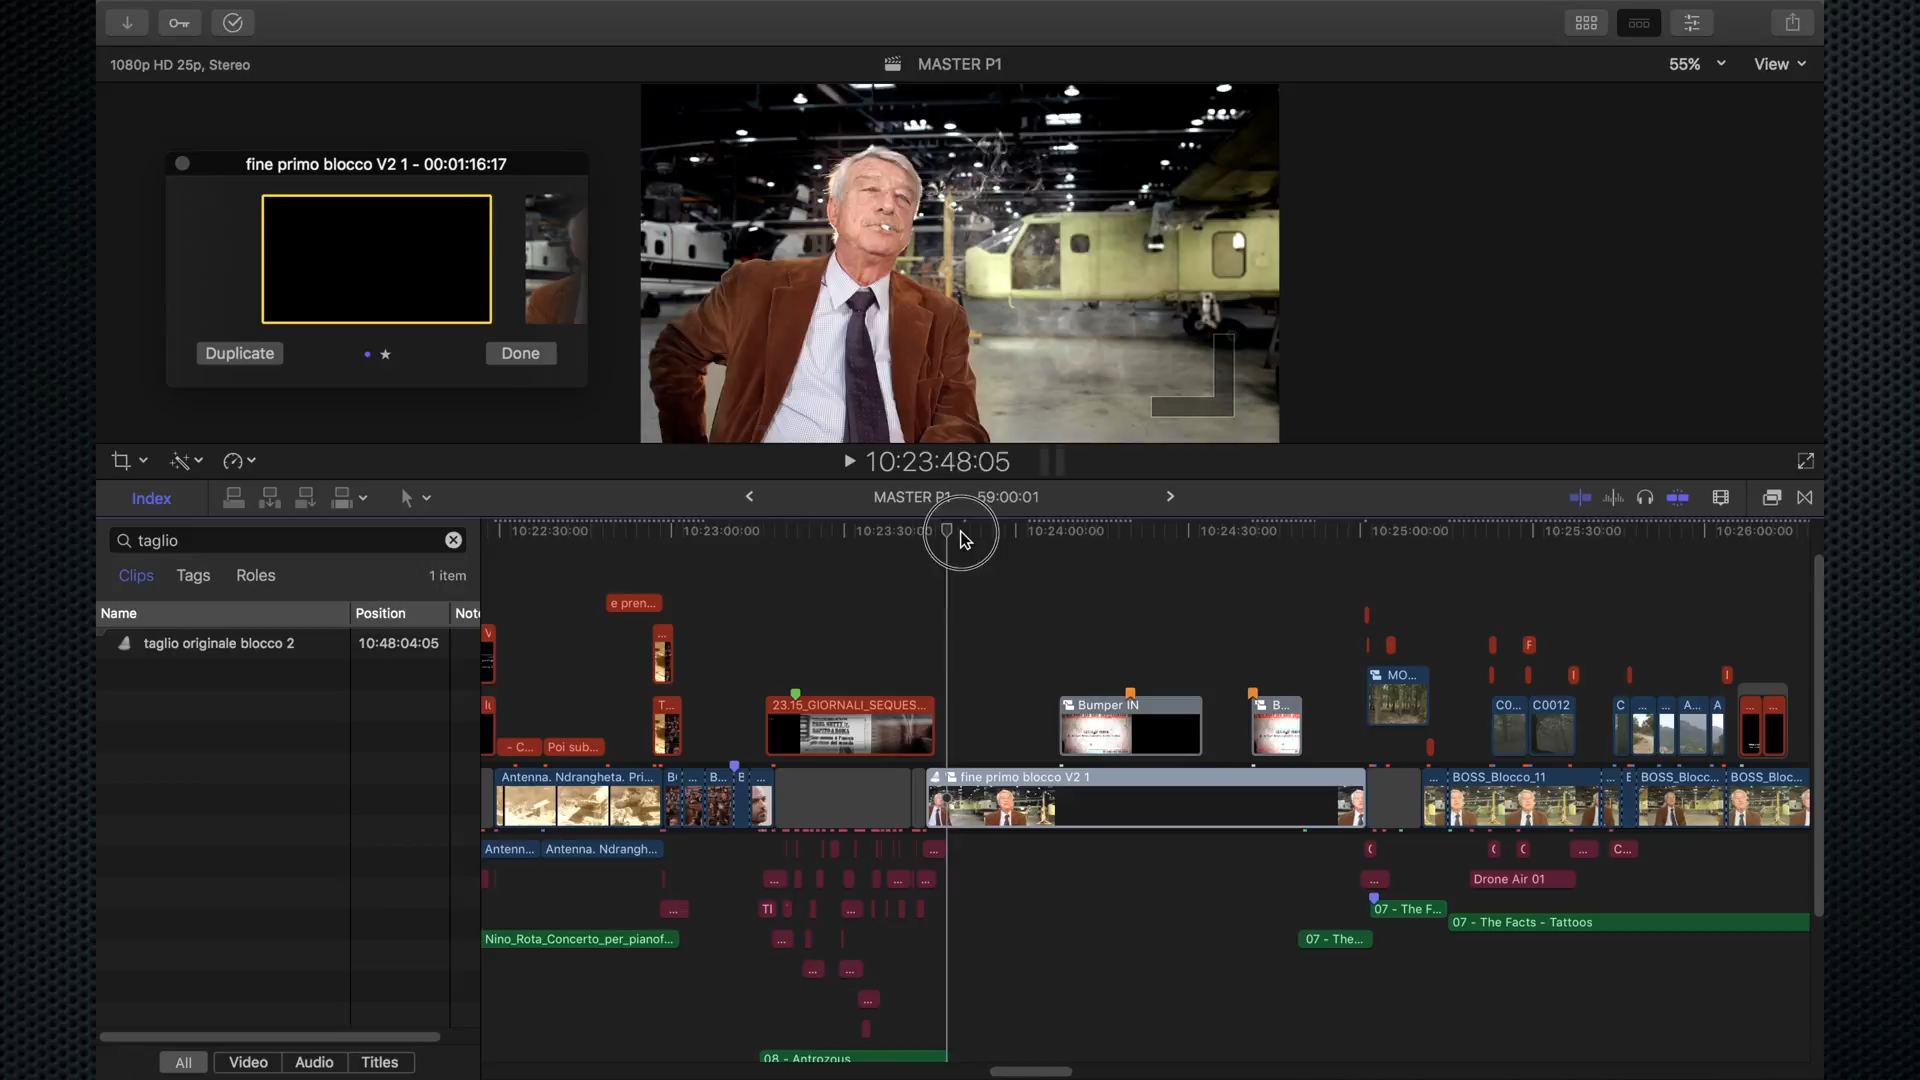 1080p HD 25p, Stereo
MASTER P1
55%
View
fine primo blocco V2 1 - 00:01:16:17
Duplicate
Done
10:23:48:05
Index
MASTER P1
59:00:01
taglio
Clips
Tags
Roles
1 item
Name
Position
taglio originale blocco 2
10:48:04:05
All
Video
Audio
Titles
10:22:30:00
10:23:00:00
10:23:30:00
10:24:00:00
10:24:30:00
10:25:00:00
10:25:30:00
10:26:00:00
e pren...
V
...
F
I
I
MO...
T...
23.15_GIORNALI_SEQUES...
Bumper IN
B...
C0...
C0012
C
...
...
A...
A
...
...
- C...
Poi sub...
Antenna. Ndrangheta. Pri...
...
B...
B
...
fine primo blocco V2 1
...
BOSS_Blocco_11
...
BOSS_Blocc...
BOSS_Bloc...
Antenn...
Antenna. Ndrangh...
...
...
C...
...
...
...
...
Drone Air 01
...
TI
...
07 - The F...
07 - The Facts - Tattoos
Nino_Rota_Concerto_per_pianof...
...
07 - The...
...
...
...
08 - Antrozous